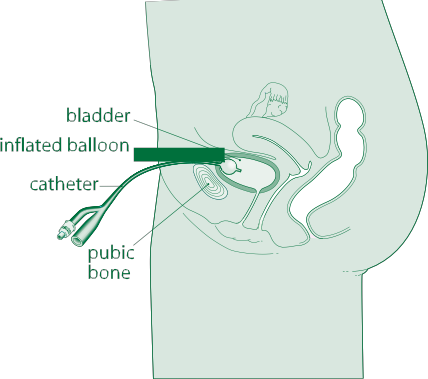 bladder
inflated balloon
catheter
pubic
bone